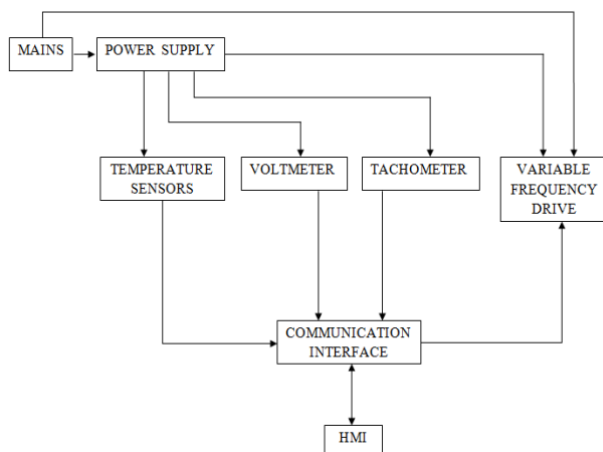 MAINS
POWER SUPPLY
TEMPERATURE
SENSORS
VOLTMETER
TACHOMETER
VARIABLE
FREQUENCY
DRIVE
COMMUNICATION
INTERFACE
HMI